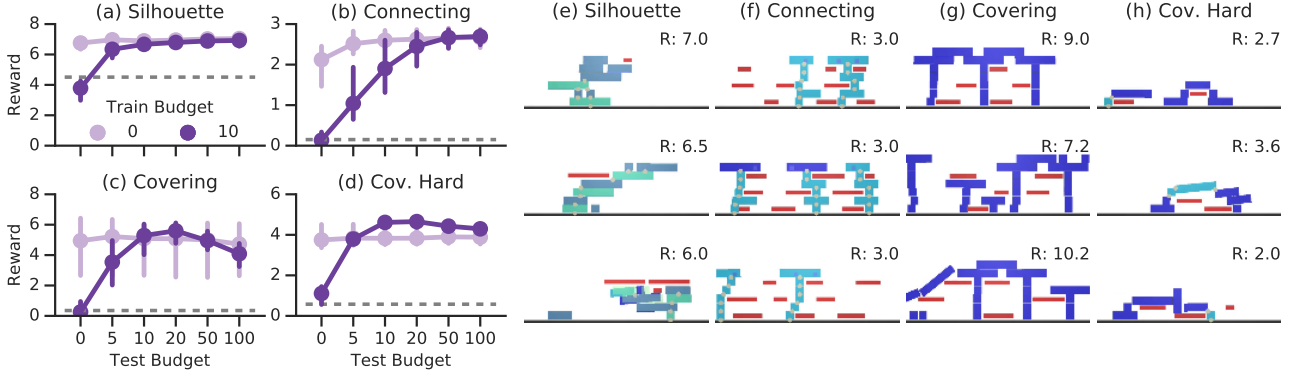 (a) Silhouette
(b) Connecting
(e) Silhouette
(f) Connecting
(g) Covering
(h) Cov. Hard
Reward
8
6
4
2
0
Train Budget
0
10
3
2
1
0
(c) Covering
(d) Cov. Hard
Reward
8
6
4
2
0
0
5
10
20
50
100
Test Budget
6
4
2
0
0
5
10
20
50
100
Test Budget
R: 7.0
R: 3.0
R: 9.0
R: 2.7
R: 6.5
R: 3.0
R: 7.2
R: 3.6
R: 6.0
R: 3.0
R: 10.2
R: 2.0